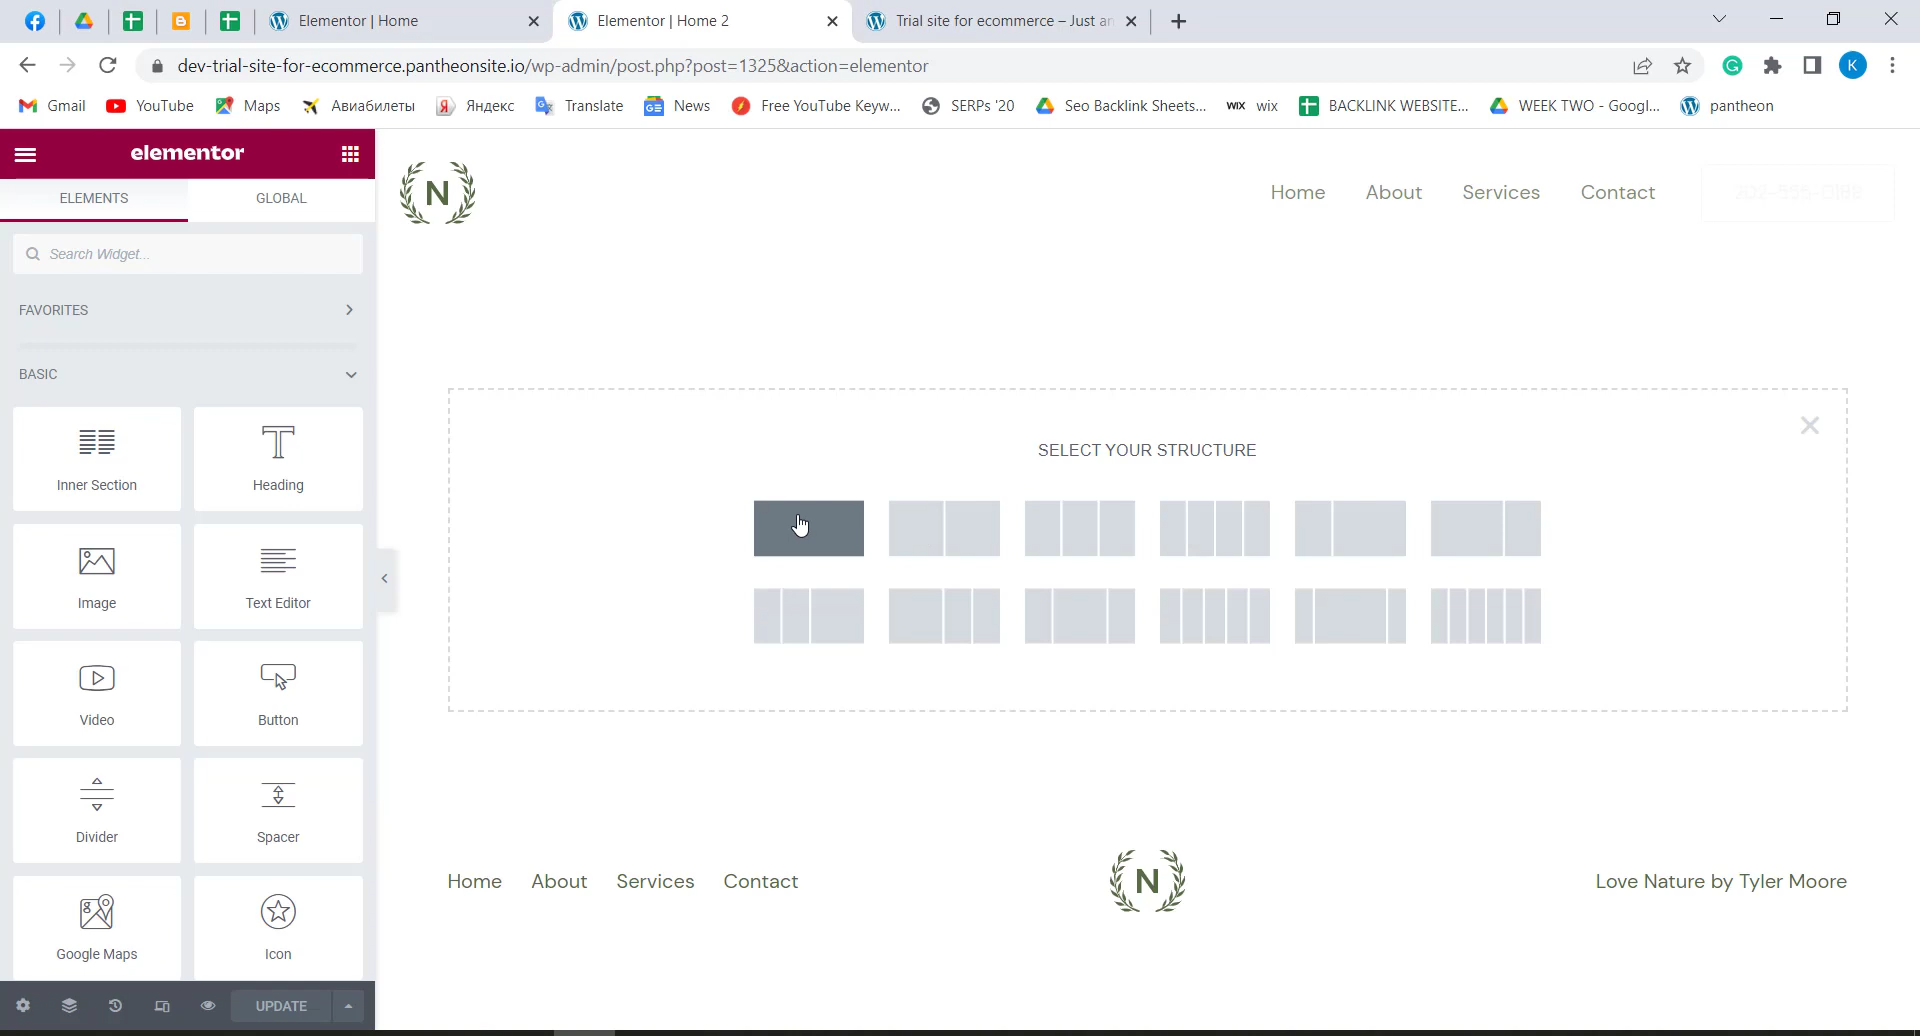 Elementor | Home
Elementor | Home 2
Trial site for ecommerce – Just an
dev-trial-site-for-ecommerce.pantheonsite.io/wp-admin/post.php?post=1325&action=elementor
K
Gmail
YouTube
Maps
Авиабилеты
Яндекс
Translate
News
Free YouTube Keyw...
SERPs '20
Seo Backlink Sheets...
WIX wix
BACKLINK WEBSITE...
WEEK TWO - Googl...
pantheon
elementor
ELEMENTS
GLOBAL
Search Widget...
FAVORITES
BASIC
Inner Section
Heading
Image
Text Editor
Video
Button
Divider
Spacer
Google Maps
Icon
UPDATE
N
Home
About
Services
Contact
202-555-0188
SELECT YOUR STRUCTURE
Home
About
Services
Contact
N
Love Nature by Tyler Moore